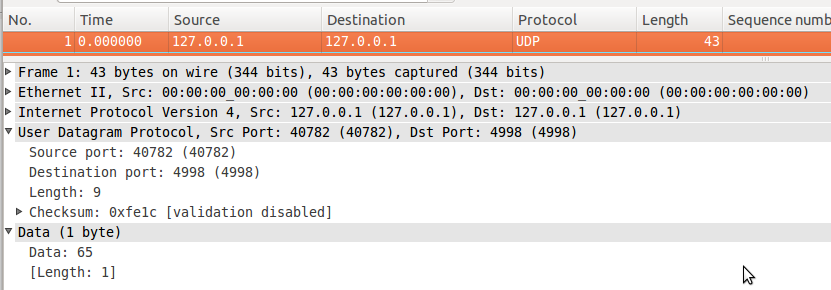 No. Time Source Destination Protocol Length Sequence numb
1 0.000000 127.0.0.1 127.0.0.1 UDP 43
Frame 1: 43 bytes on wire (344 bits), 43 bytes captured (344 bits)
Ethernet II, Src: 00:00:00_00:00:00 (00:00:00:00:00:00), Dst: 00:00:00_00:00:00 (00:00:00:00:00:00)
Internet Protocol Version 4, Src: 127.0.0.1 (127.0.0.1), Dst: 127.0.0.1 (127.0.0.1)
User Datagram Protocol, Src Port: 40782 (40782), Dst Port: 4998 (4998)
Source port: 40782 (40782)
Destination port: 4998 (4998)
Length: 9
Checksum: 0xfe1c [validation disabled]
Data (1 byte)
Data: 65
[Length: 1]